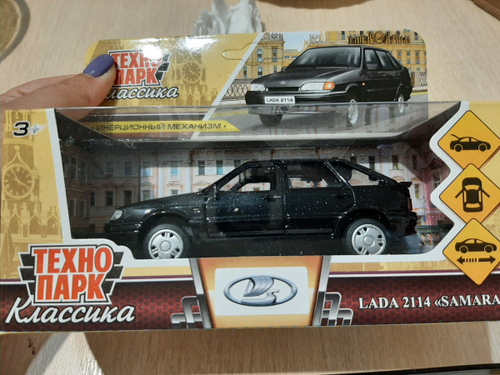 ТЕХНО
ПАРК
Классика
LADA 2114
ИНЕРЦИОННЫЙ МЕХАНИЗМ
3+
ТЕХНО
ПАРК
Классика
LADA 2114 «SAMARA